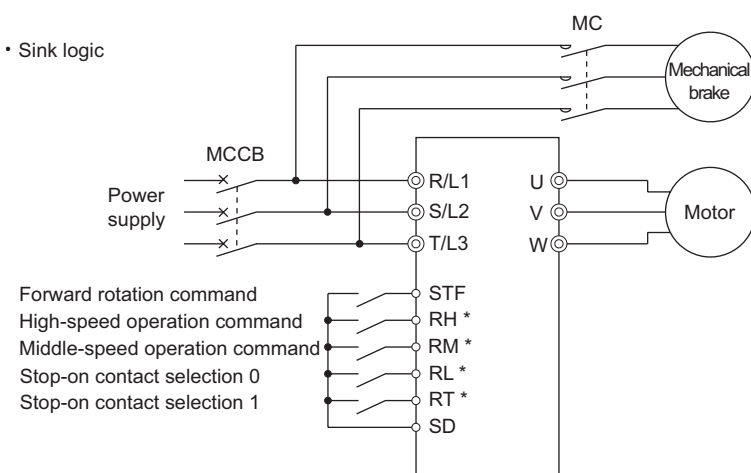 MC
・Sink logic
Mechanical
brake
MCCB
Power
supply
R/L1
S/L2
T/L3
U
V
W
Motor
Forward rotation command
STF
High-speed operation command
RH *
Middle-speed operation command
RM *
Stop-on contact selection 0
RL *
Stop-on contact selection 1
RT *
SD